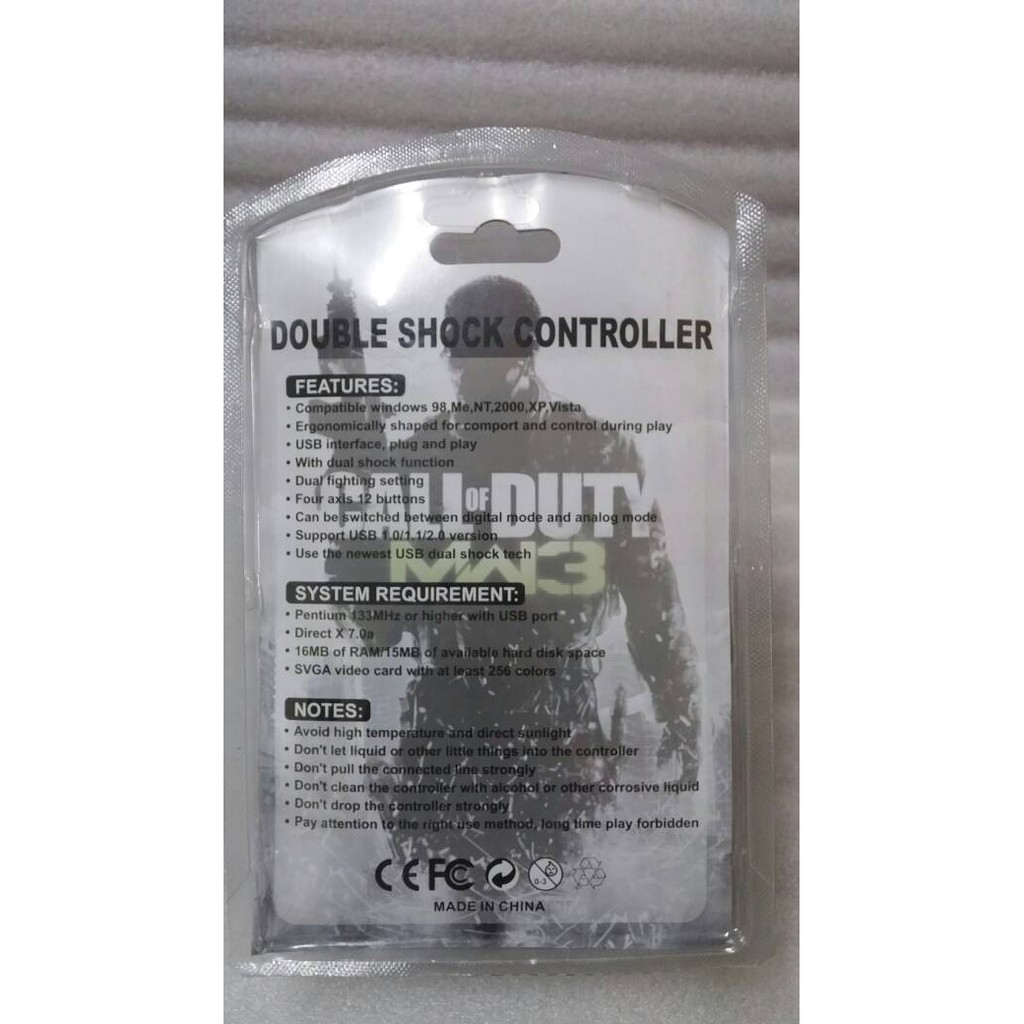 DOUBLE SHOCK CONTROLLER
FEATURES:
• Compatible windows 98,Me,NT,2000,XP,Vista
• Ergonomically shaped for comport and control during play
• USB interface, plug and play
• With dual shock function
• Dual fighting setting
• Four axis 12 buttons
CALL OF DUTY
• Can be switched between digital mode and analog mode
• Support USB 1.0/1.1/2.0 version
• Use the newest USB dual shock tech
MW3
SYSTEM REQUIREMENT:
• Pentium 133MHz or higher with USB port
• Direct X 7.0a
• 16MB of RAM/15MB of available hard disk space
• SVGA video card with at least 256 colors
NOTES:
• Avoid high temperature and direct sunlight
• Don't let liquid or other little things into the controller
• Don't pull the connected line strongly
• Don't clean the controller with alcohol or other corrosive liquid
• Don't drop the controller strongly
• Pay attention to the right use method, long time play forbidden
CE FC 0-3
MADE IN CHINA